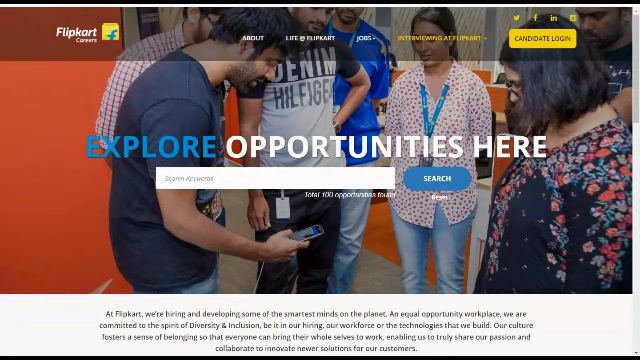 Flipkart
Careers
ABOUT
LIFE @ FLIPKART
JOBS
INTERVIEWING AT FLIPKART
CANDIDATE LOGIN
DENIM
HILFIGER
EXPLORE OPPORTUNITIES HERE
Search Keywords
SEARCH
Total 100 opportunities found
Reset
At Flipkart, we're hiring and developing some of the smartest minds on the planet. An equal opportunity workplace, we are
committed to the spirit of Diversity & Inclusion, be it in our hiring, our workforce or the technologies that we build. Our culture
fosters a sense of belonging so that everyone can bring their whole selves to work, enabling us to truly share our passion and
collaborate to innovate newer solutions for our customers.